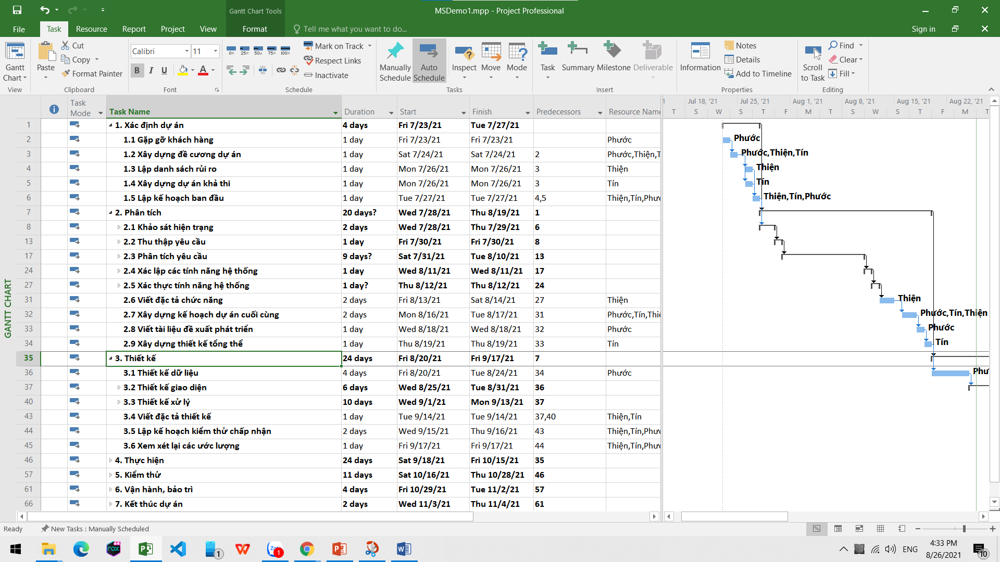 Gantt Chart Tools
MSDemo1.mpp - Project Professional
File Task Resource Report Project View Format Tell me what you want to do... Sign in
Gantt Chart
View
Paste
Cut
Copy
Format Painter
Clipboard
Calibri 11
B I U A
Font
0% 25% 50% 75% 100%
Mark on Track
Respect Links
Inactivate
Schedule
Manually Schedule
Auto Schedule
Inspect
Move
Mode
Tasks
Task
Summary
Milestone
Deliverable
Insert
Information
Notes
Details
Add to Timeline
Properties
Scroll to Task
Find
Clear
Fill
Editing
Task Mode Task Name Duration Start Finish Predecessors Resource Name
1 Jul 18, '21 Jul 25, '21 Aug 1, '21 Aug 8, '21 Aug 15, '21 Aug 22, '21
T S W S T F M T S W S T F M T
1 1. Xác định dự án 4 days Fri 7/23/21 Tue 7/27/21
2 1.1 Gặp gỡ khách hàng 1 day Fri 7/23/21 Fri 7/23/21 Phước
3 1.2 Xây dựng đề cương dự án 1 day Sat 7/24/21 Sat 7/24/21 2 Phước,Thiện,T
4 1.3 Lập danh sách rủi ro 1 day Mon 7/26/21 Mon 7/26/21 3 Thiện
5 1.4 Xây dựng dự án khả thi 1 day Mon 7/26/21 Mon 7/26/21 3 Tín
6 1.5 Lập kế hoạch ban đầu 1 day Tue 7/27/21 Tue 7/27/21 4,5 Thiện,Tín,Phướ
7 2. Phân tích 20 days? Wed 7/28/21 Thu 8/19/21 1
8 2.1 Khảo sát hiện trạng 2 days Wed 7/28/21 Thu 7/29/21 6
13 2.2 Thu thập yêu cầu 1 day Fri 7/30/21 Fri 7/30/21 8
17 2.3 Phân tích yêu cầu 9 days? Sat 7/31/21 Tue 8/10/21 13
24 2.4 Xác lập các tính năng hệ thống 1 day Wed 8/11/21 Wed 8/11/21 17
27 2.5 Xác thực tính năng hệ thống 1 day? Thu 8/12/21 Thu 8/12/21 24
31 2.6 Viết đặc tả chức năng 2 days Fri 8/13/21 Sat 8/14/21 27 Thiện
32 2.7 Xây dựng kế hoạch dự án cuối cùng 2 days Mon 8/16/21 Tue 8/17/21 31 Phước,Tín,Thiệ
33 2.8 Viết tài liệu đề xuất phát triển 1 day Wed 8/18/21 Wed 8/18/21 32 Phước
34 2.9 Xây dựng thiết kế tổng thể 1 day Thu 8/19/21 Thu 8/19/21 33 Tín
35 3. Thiết kế 24 days Fri 8/20/21 Fri 9/17/21 7
36 3.1 Thiết kế dữ liệu 4 days Fri 8/20/21 Tue 8/24/21 34 Phước
37 3.2 Thiết kế giao diện 6 days Wed 8/25/21 Tue 8/31/21 36
40 3.3 Thiết kế xử lý 10 days Wed 9/1/21 Mon 9/13/21 37
43 3.4 Viết đặc tả thiết kế 1 day Tue 9/14/21 Tue 9/14/21 37,40 Thiện,Tín
44 3.5 Lập kế hoạch kiểm thử chấp nhận 2 days Wed 9/15/21 Thu 9/16/21 43 Thiện,Tín,Phướ
45 3.6 Xem xét lại các ước lượng 1 day Fri 9/17/21 Fri 9/17/21 44 Thiện,Tín,Phướ
46 4. Thực hiện 24 days Sat 9/18/21 Fri 10/15/21 35
57 5. Kiểm thử 11 days Sat 10/16/21 Thu 10/28/21 46
61 6. Vận hành, bảo trì 4 days Fri 10/29/21 Tue 11/2/21 57
66 7. Kết thúc dự án 2 days Wed 11/3/21 Thu 11/4/21 61
GANTT CHART
Phước
Phước,Thiện,Tín
Thiện
Tín
Thiện,Tín,Phước
Thiện
Phước,Tín,Thiện
Phước
Tín
Phư
Ready New Tasks : Manually Scheduled
nox 1 Zalo 1 ENG
4:33 PM
8/26/2021
10